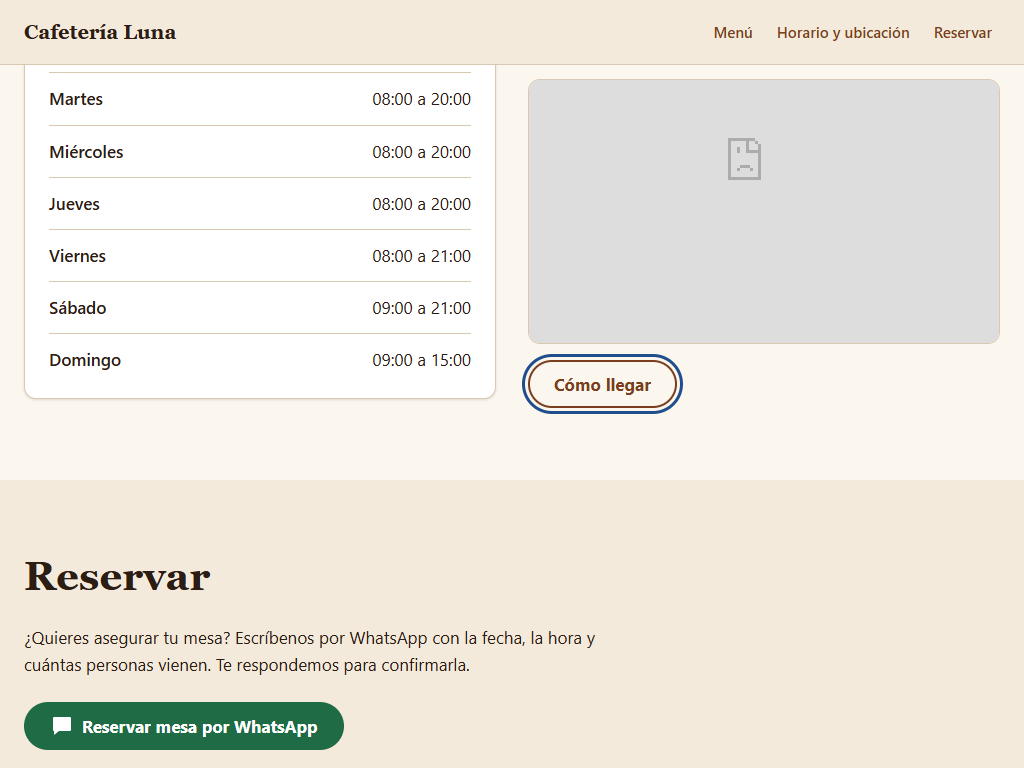 Cafetería Luna
Menú
Horario y ubicación
Reservar
Martes 08:00 a 20:00
Miércoles 08:00 a 20:00
Jueves 08:00 a 20:00
Viernes 08:00 a 21:00
Sábado 09:00 a 21:00
Domingo 09:00 a 15:00
Cómo llegar
Reservar
¿Quieres asegurar tu mesa? Escríbenos por WhatsApp con la fecha, la hora y
cuántas personas vienen. Te respondemos para confirmarla.
Reservar mesa por WhatsApp